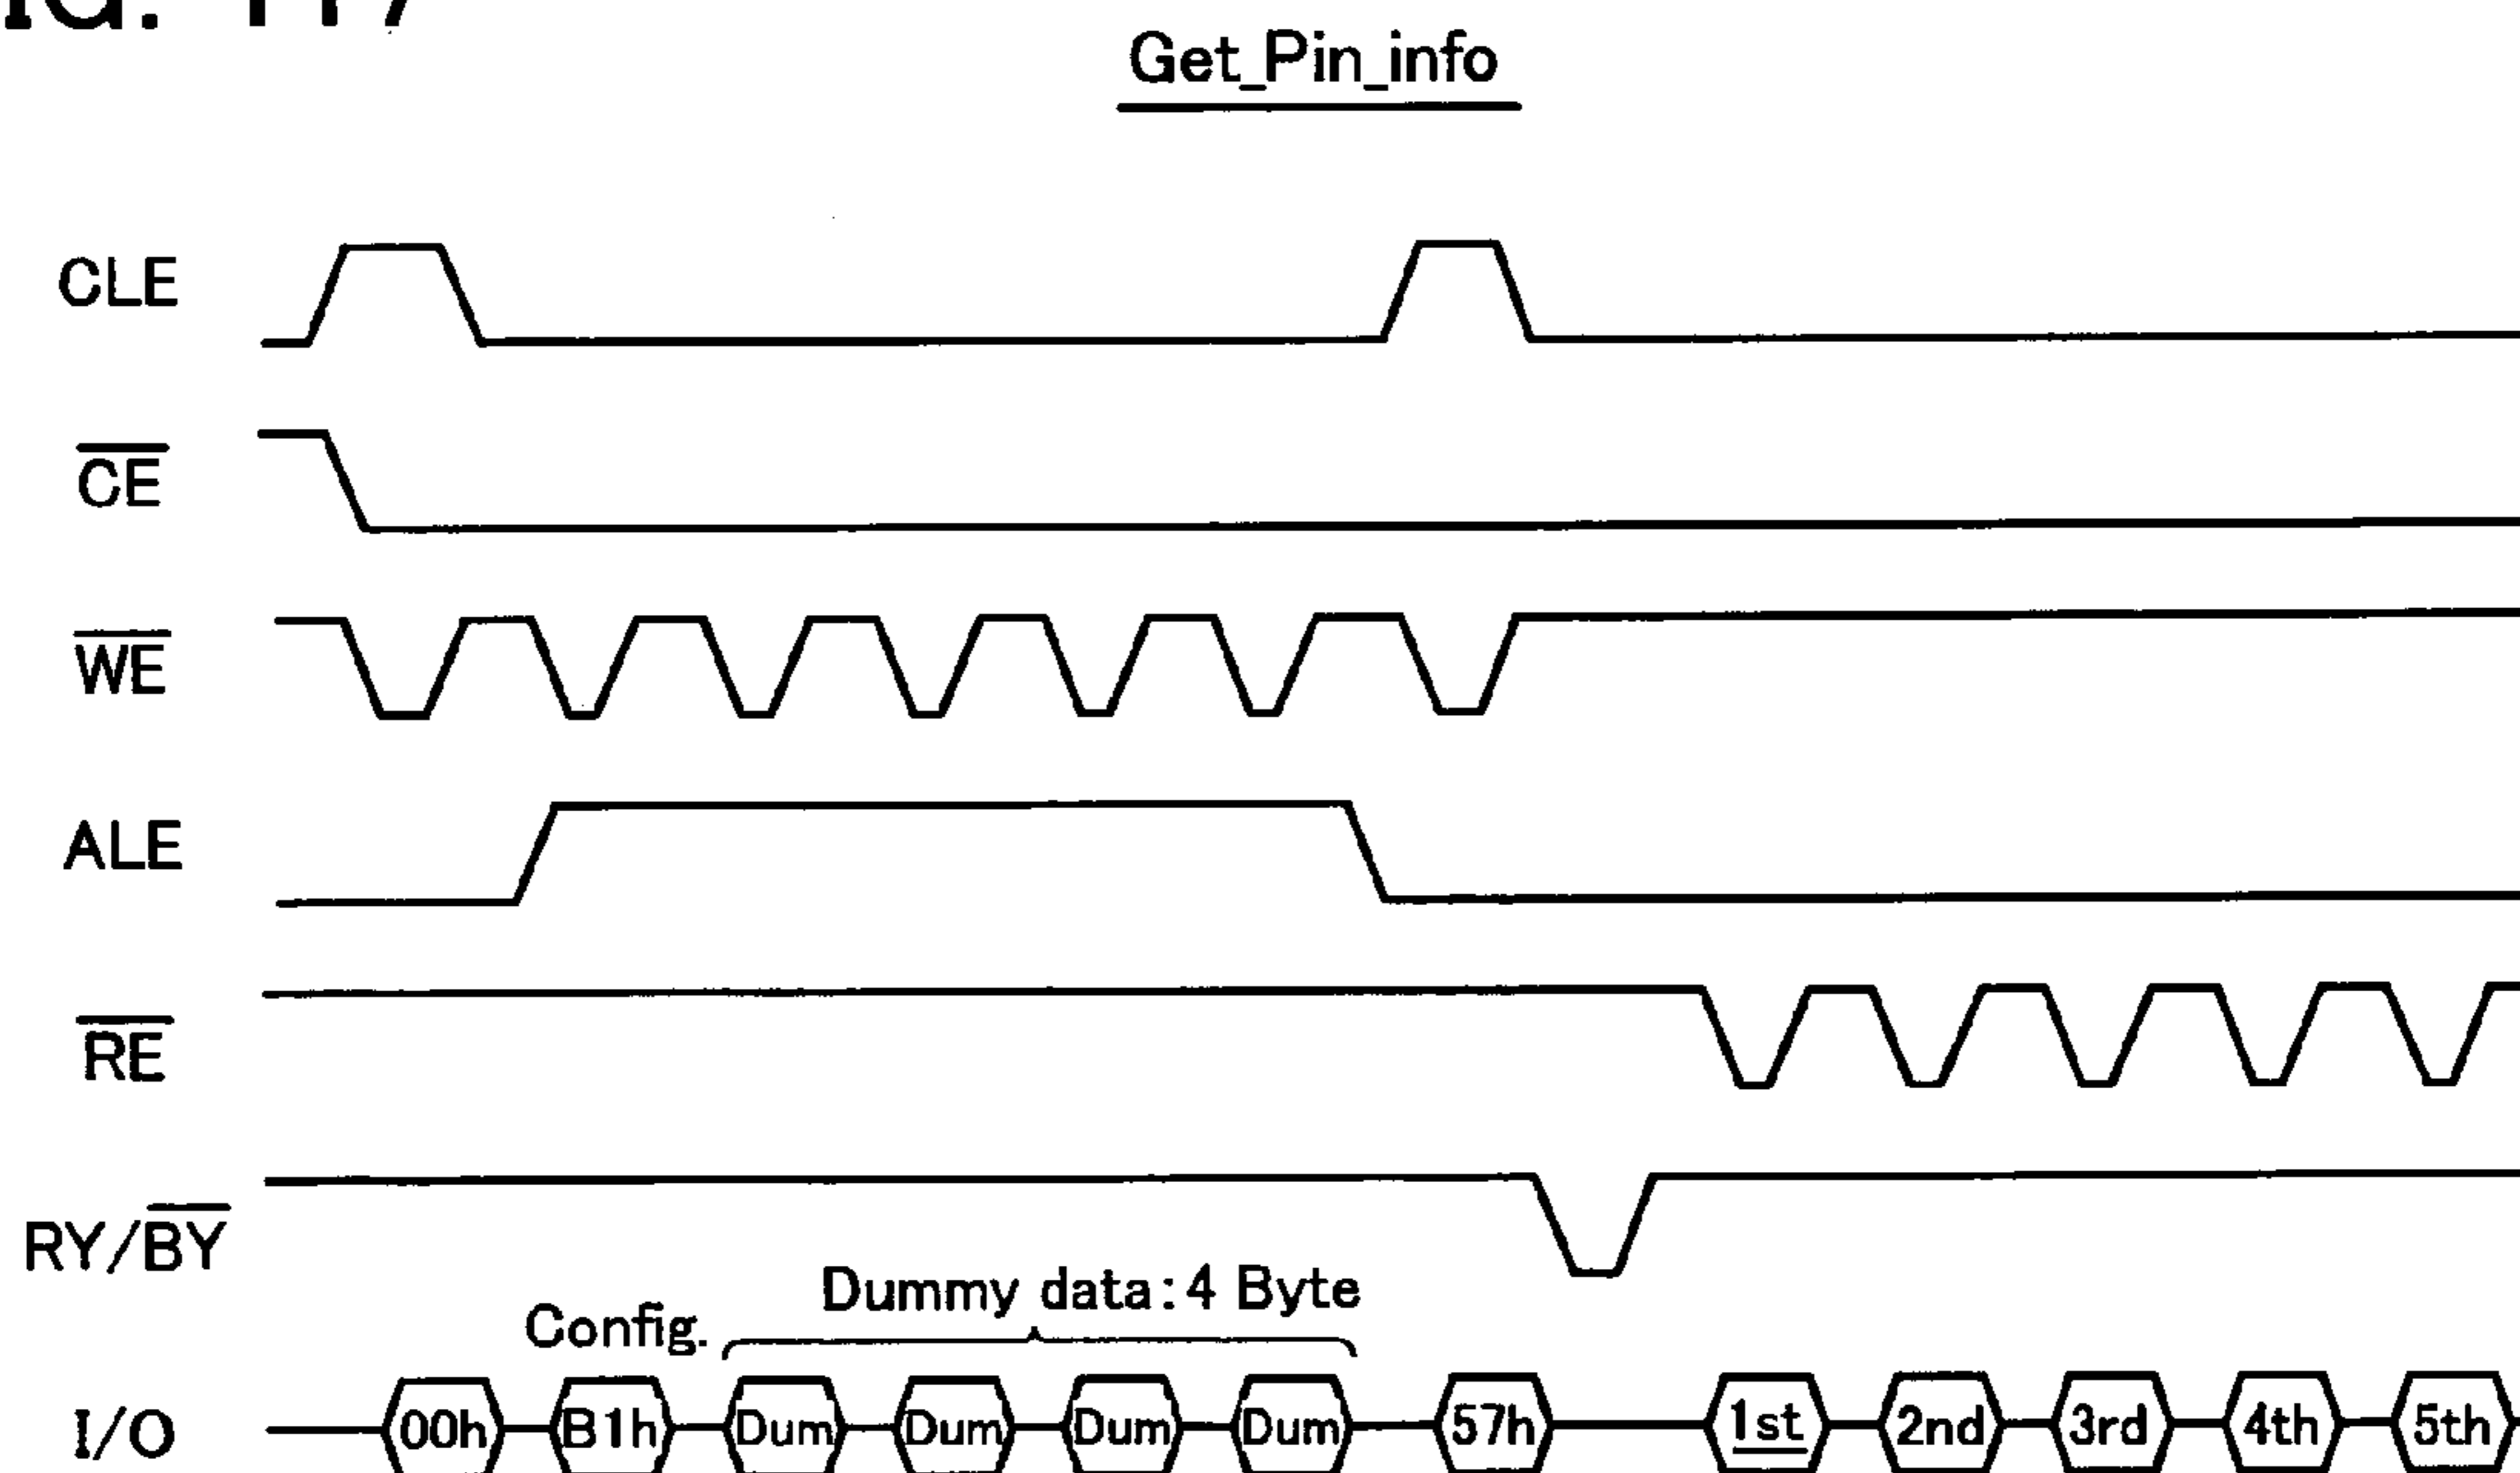 Get_Pin_info
CLE
CE
WE
ALE
RE
RY/BY
Dummy data:4 Byte
Config.
I/O 00h B1h Dum Dum Dum Dum 57h 1st 2nd 3rd 4th 5th